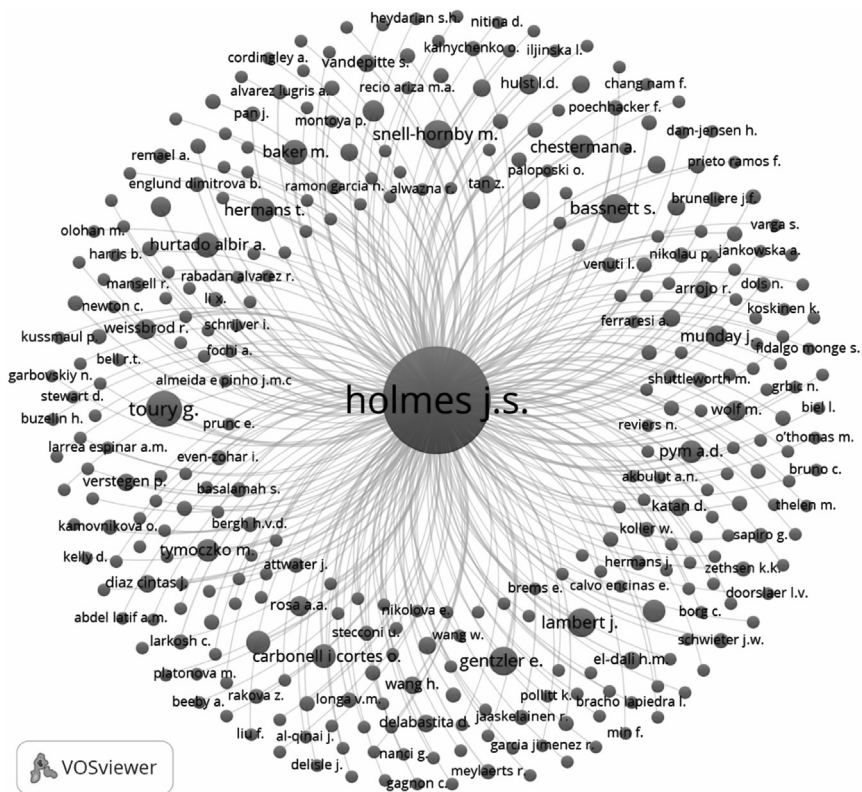 heydarian s.h.
nitina d.
cordingley a.
vandepitte s.
kalnychenko o.
iljinska l.
alvarez lugris a.
recio ariza m.a.
hulst l.d.
chang nam f.
pan j.
montoya p.
snell-hornby m.
poechhacker f.
remael a.
baker m.
chesterman a.
dam-jensen h.
englund dimitrova b.
ramon garcia n.
alwazna r.
tan z.
paloposki o.
prieto ramos f.
hermans t.
bassnett s.
bruneliere j.f.
olohan m.
hurtado albir a.
varga s.
harris b.
rabadan alvarez r.
venuti l.
nikolau p.
jankowska a.
mansell r.
li x.
arrojo r.
dols n.
newton c.
weissbrod r.
schrijver i.
ferraresi a.
koskinen k.
kussmaul p.
fochi a.
munday j.
fidalgo monge s.
bell r.t.
garbovskiy n.
almeida e pinho j.m.c
shuttleworth m.
grbic n.
stewart d.
toury g.
holmes j.s.
wolf m.
biel l.
buzelin h.
prunc e.
reviers n.
o'thomas m.
larrea espinar a.m.
even-zohar i.
pym a.d.
bruno c.
verstegen p.
basalamah s.
akbulut a.n.
kamovnikova o.
bergh h.v.d.
katan d.
thelen m.
kelly d.
tymoczko m.
koller w.
sapiro g.
attwater j.
hermans j.
zethsen k.k.
diaz cintas j.
brems e.
calvo encinas e.
doorslaer l.v.
abdel latif a.m.
rosa a.a.
nikolova e.
borg c.
larkosh c.
stecconi u.
wang w.
lambert j.
schwieter j.w.
platonova m.
carbonell i cortes o.
gentzler e.
el-dali h.m.
beeby a.
rakova z.
longa v.m.
wang h.
pollitt k.
bracho lapiedra l.
liu f.
al-qinai j.
delabastita d.
jaaskelainen r.
min f.
delisle j.
nanci g.
garcia jimenez r.
gagnon c.
meylaerts r.
VOSviewer